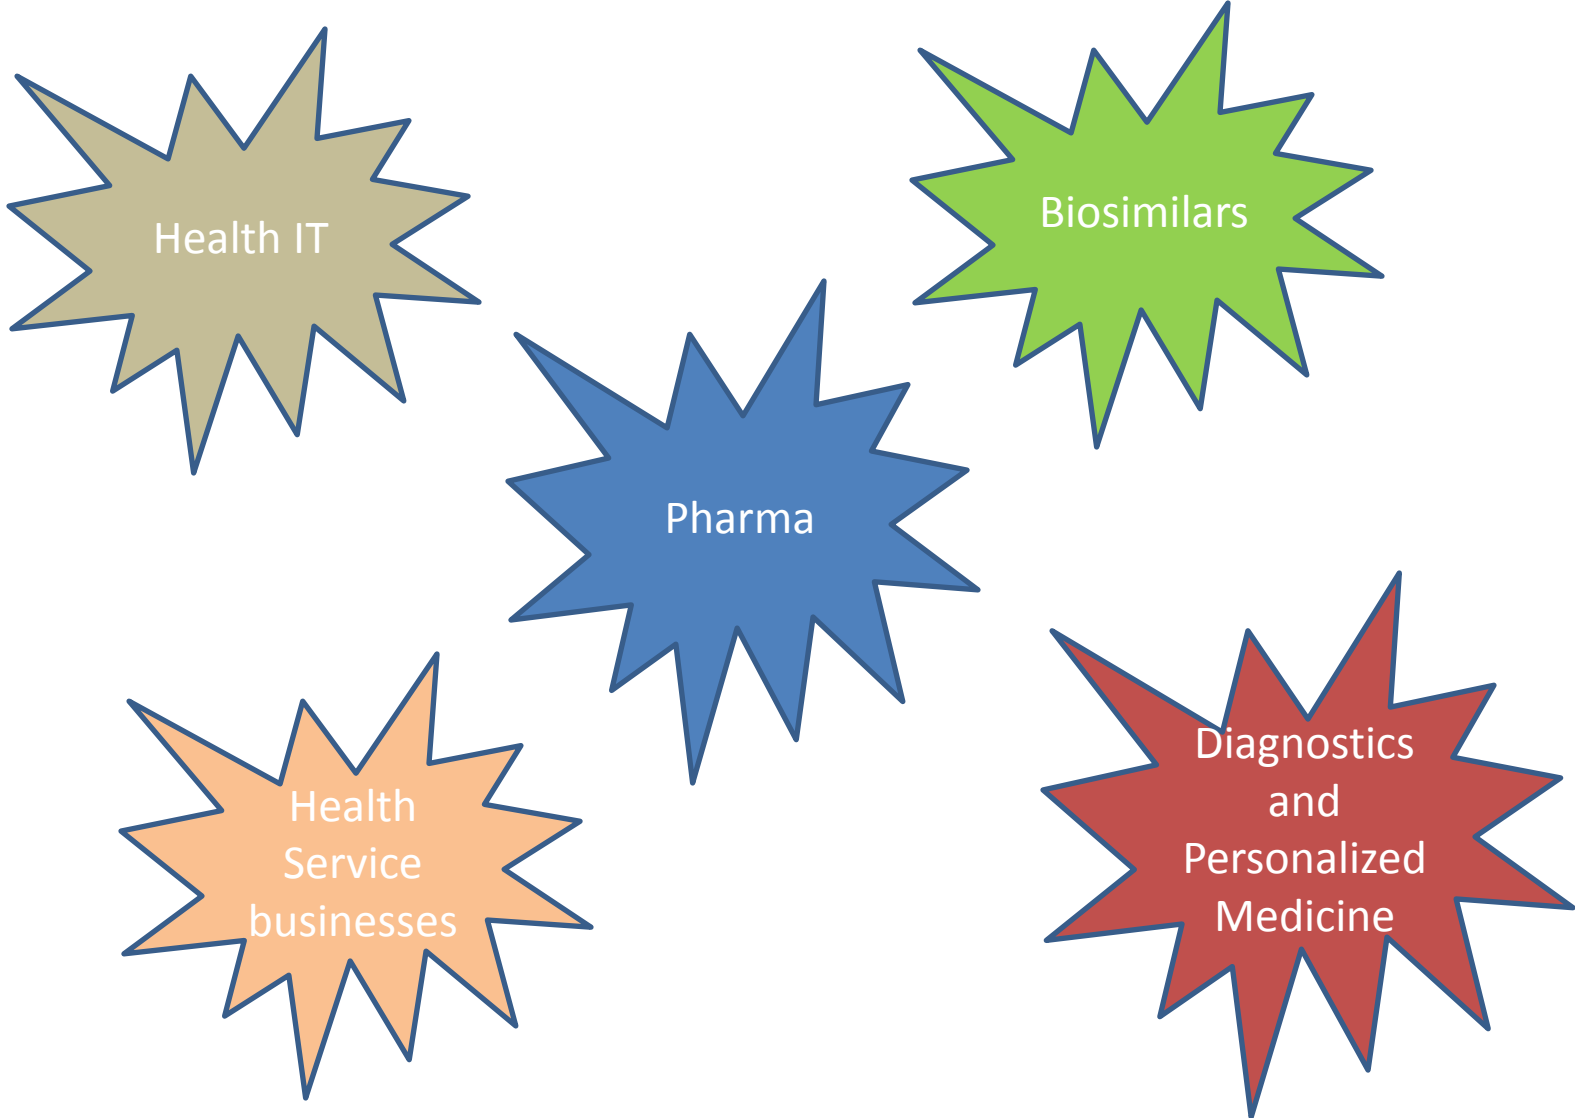 Health IT
Biosimilars
Pharma
Health
Service
businesses
Diagnostics
and
Personalized
Medicine